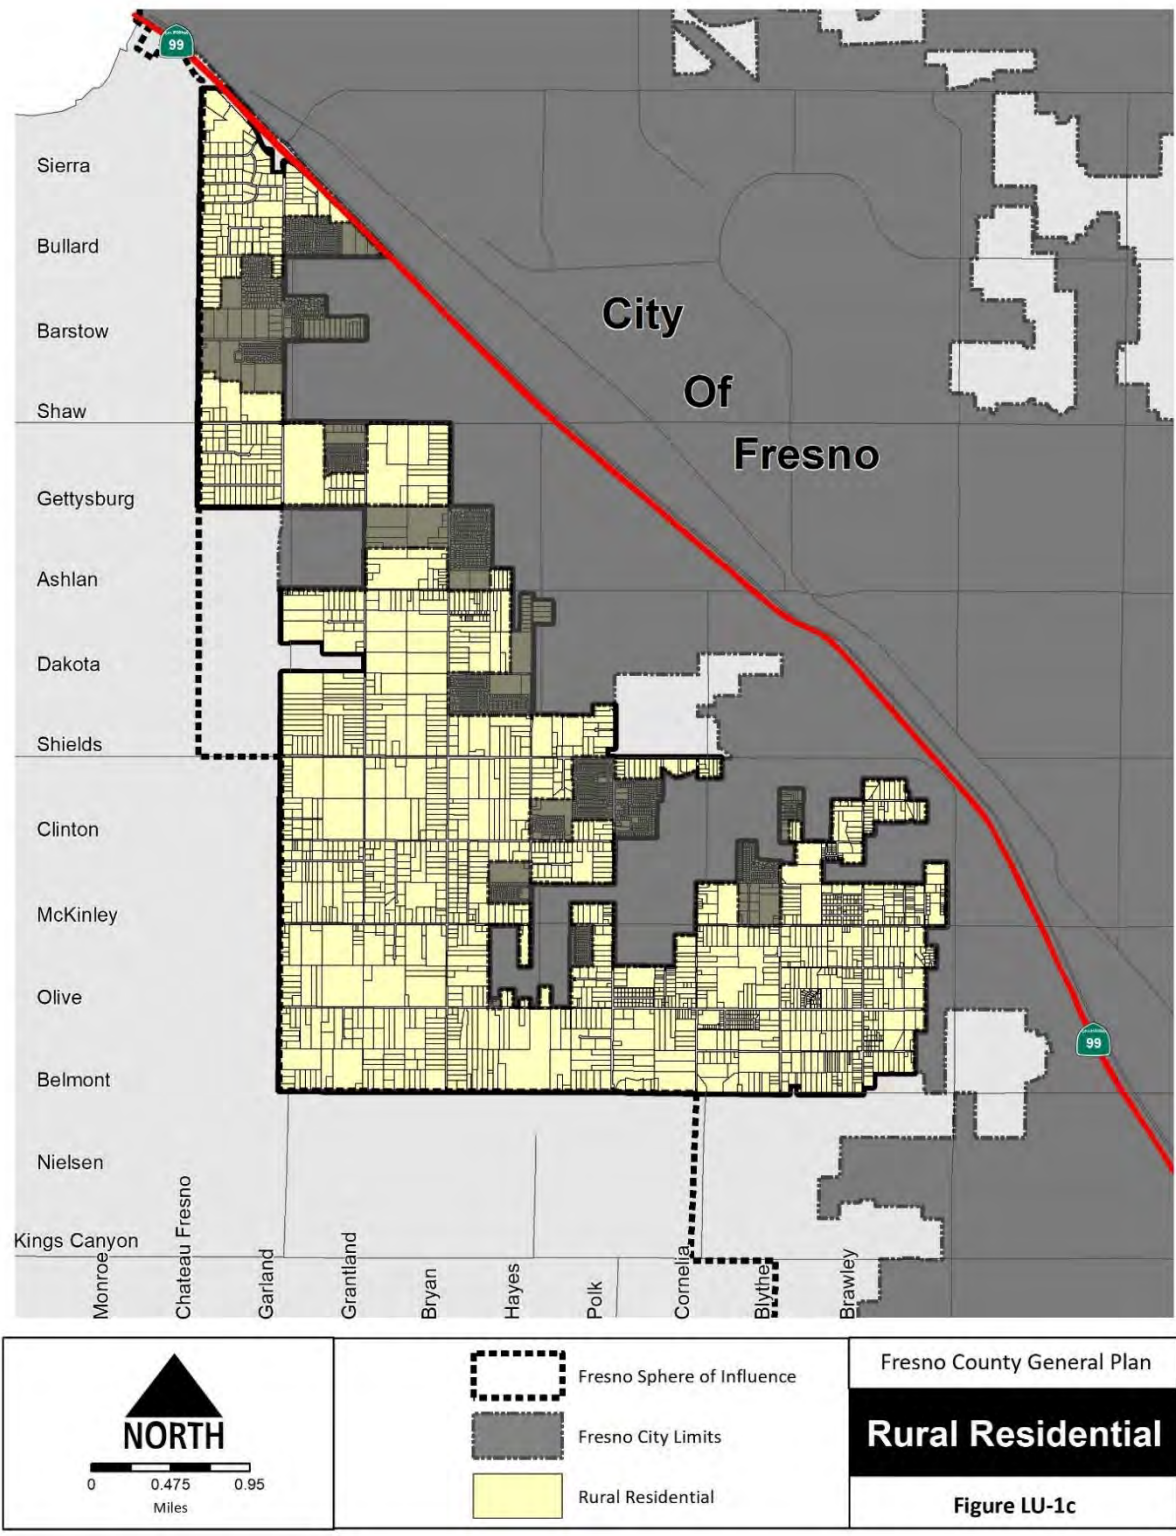 99
Sierra
Bullard
Barstow
Shaw
Gettysburg
Ashlan
Dakota
Shields
Clinton
McKinley
Olive
Belmont
Nielsen
Kings Canyon
City
Of
Fresno
99
Monroe
Chateau Fresno
Garland
Grantland
Bryan
Hayes
Polk
Cornelia
Blythe
Brawley
NORTH
0 0.475 0.95
Miles
Fresno Sphere of Influence
Fresno City Limits
Rural Residential
Fresno County General Plan
Rural Residential
Figure LU-1c